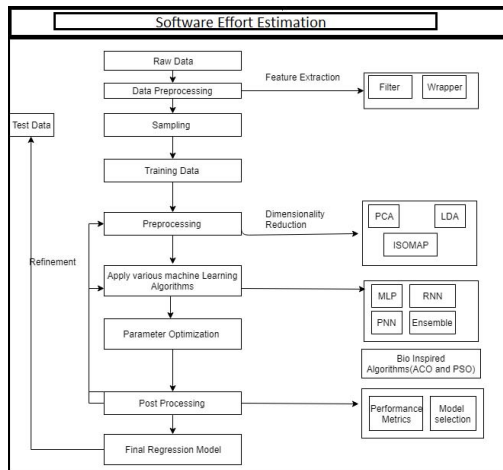 Software Effort Estimation
Raw Data
Data Preprocessing
Feature Extraction
Filter
Wrapper
Test Data
Sampling
Training Data
Preprocessing
Dimensionality
Reduction
PCA
LDA
ISOMAP
Refinement
Apply various machine Learning
Algorithms
MLP
RNN
PNN
Ensemble
Parameter Optimization
Bio Inspired
Algorithms(ACO and PSO)
Post Processing
Performance
Metrics
Model
selection
Final Regression Model